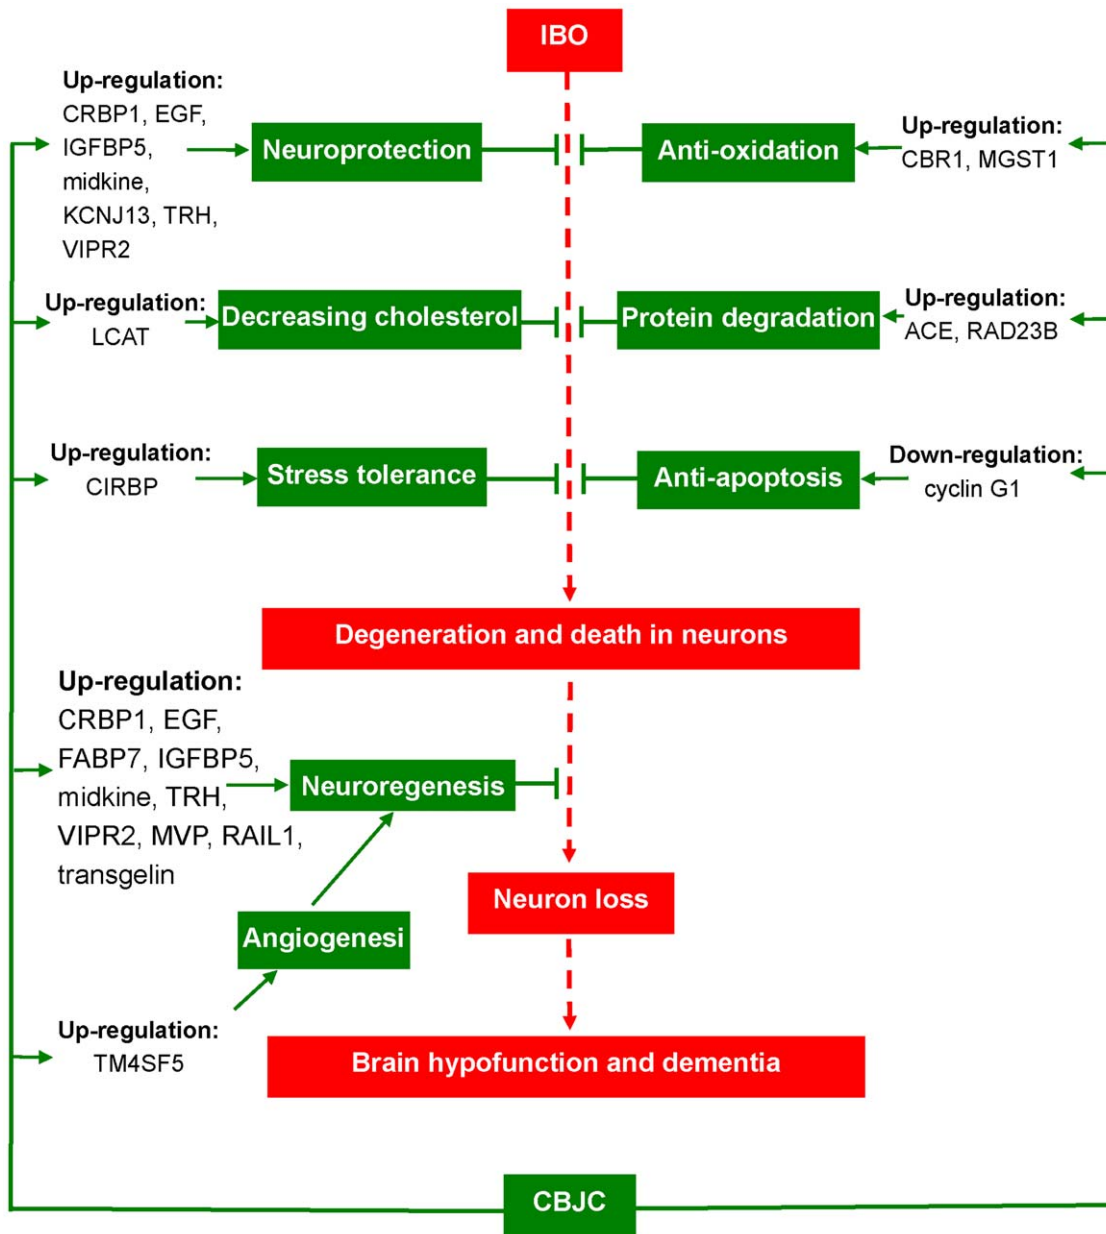 IBO
Up-regulation:
CRBP1, EGF,
IGFBP5,
midkine,
KCNJ13, TRH,
VIPR2
Neuroprotection
Anti-oxidation
Up-regulation:
CBR1, MGST1
Up-regulation:
LCAT
Decreasing cholesterol
Protein degradation
Up-regulation:
ACE, RAD23B
Up-regulation:
CIRBP
Stress tolerance
Anti-apoptosis
Down-regulation:
cyclin G1
Degeneration and death in neurons
Up-regulation:
CRBP1, EGF,
FABP7, IGFBP5,
midkine, TRH,
VIPR2, MVP, RAIL1,
transgelin
Neuroregenesis
Neuron loss
Angiogenesi
Up-regulation:
TM4SF5
Brain hypofunction and dementia
CBJC